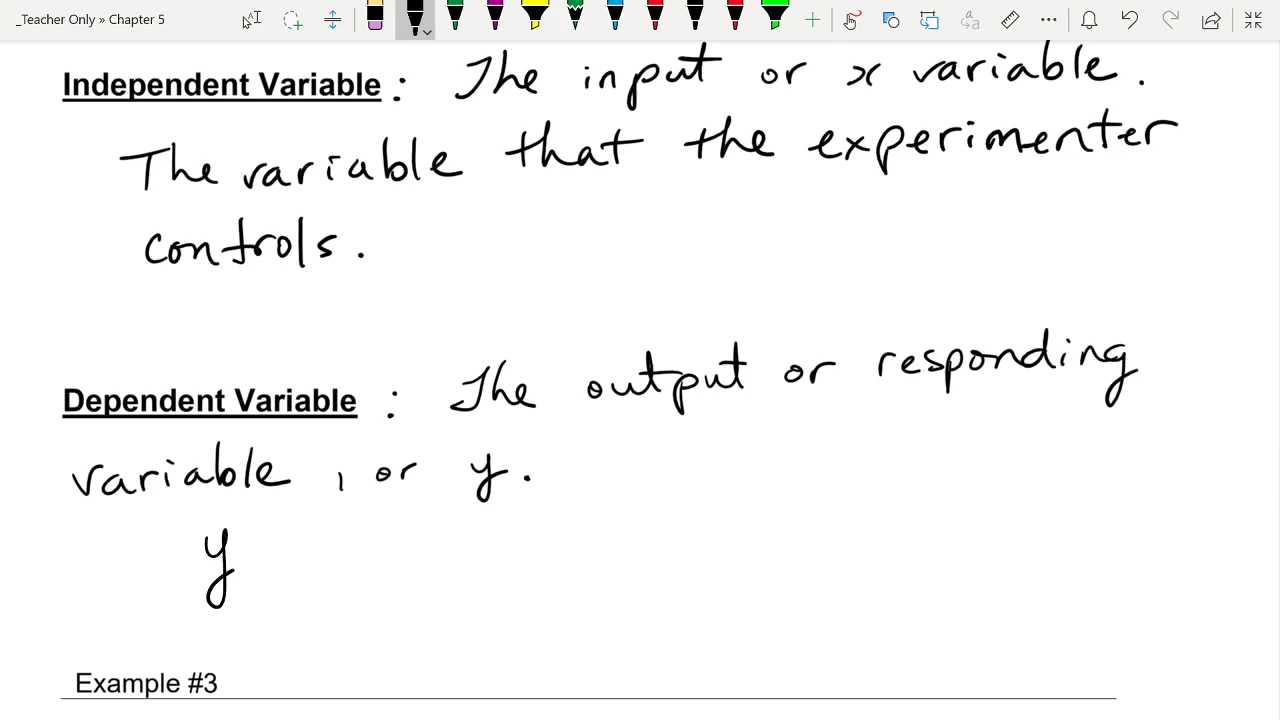 _Teacher Only » Chapter 5
Independent Variable : The input or x variable.
The variable that the experimenter
controls.
Dependent Variable : The output or responding
variable , or y.
y
Example #3